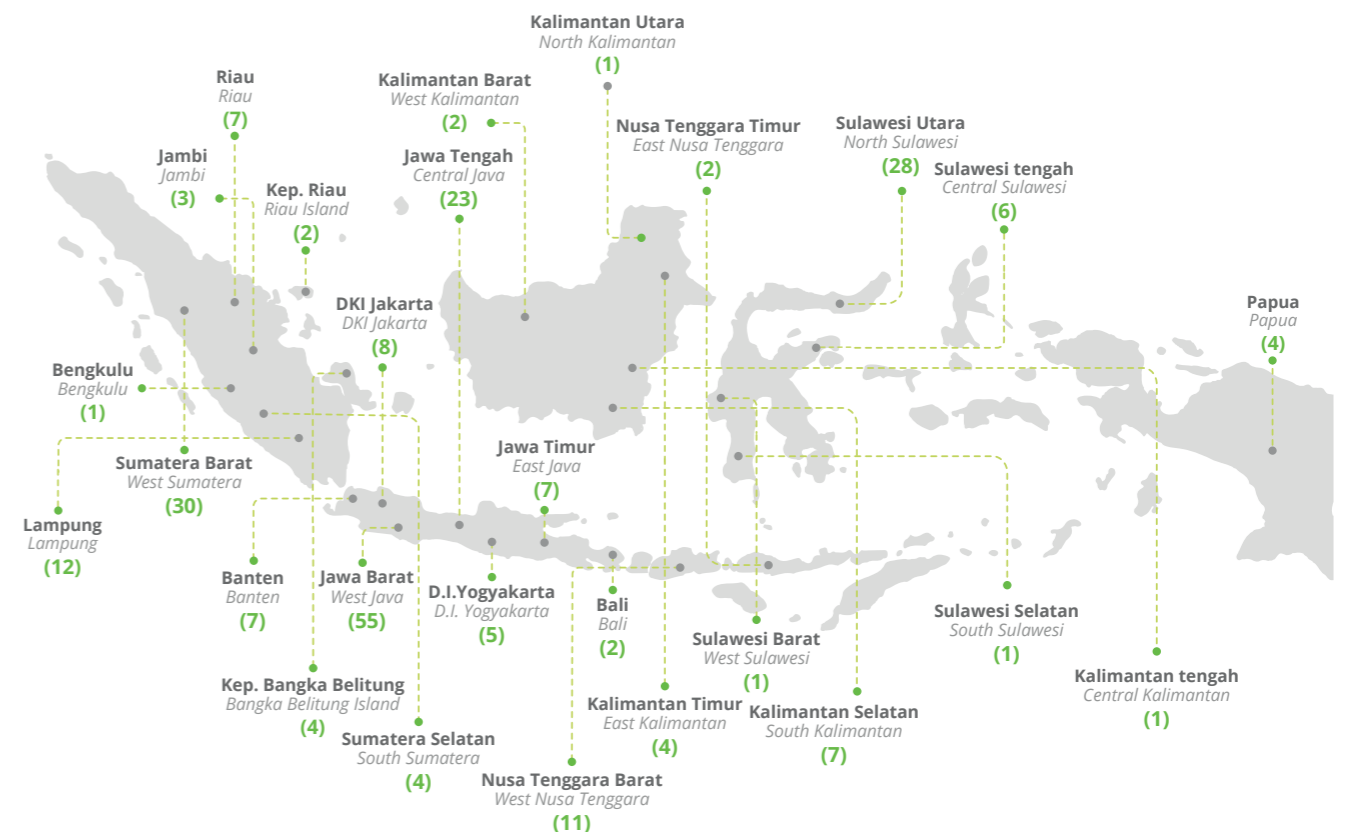 Kalimantan Utara
North Kalimantan
(1)
Riau
Riau
(7)
Kalimantan Barat
West Kalimantan
(2)
Nusa Tenggara Timur
East Nusa Tenggara
(2)
Sulawesi Utara
North Sulawesi
(28)
Jambi
Jambi
(3)
Jawa Tengah
Central Java
(23)
Sulawesi tengah
Central Sulawesi
(6)
Kep. Riau
Riau Island
(2)
DKI Jakarta
DKI Jakarta
(8)
Papua
Papua
(4)
Bengkulu
Bengkulu
(1)
Sumatera Barat
West Sumatera
(30)
Jawa Timur
East Java
(7)
Lampung
Lampung
(12)
Banten
Banten
(7)
Jawa Barat
West Java
(55)
D.I.Yogyakarta
D.I. Yogyakarta
(5)
Bali
Bali
(2)
Sulawesi Barat
West Sulawesi
(1)
Sulawesi Selatan
South Sulawesi
(1)
Kalimantan tengah
Central Kalimantan
(1)
Kep. Bangka Belitung
Bangka Belitung Island
(4)
Kalimantan Timur
East Kalimantan
(4)
Kalimantan Selatan
South Kalimantan
(7)
Sumatera Selatan
South Sumatera
(4)
Nusa Tenggara Barat
West Nusa Tenggara
(11)